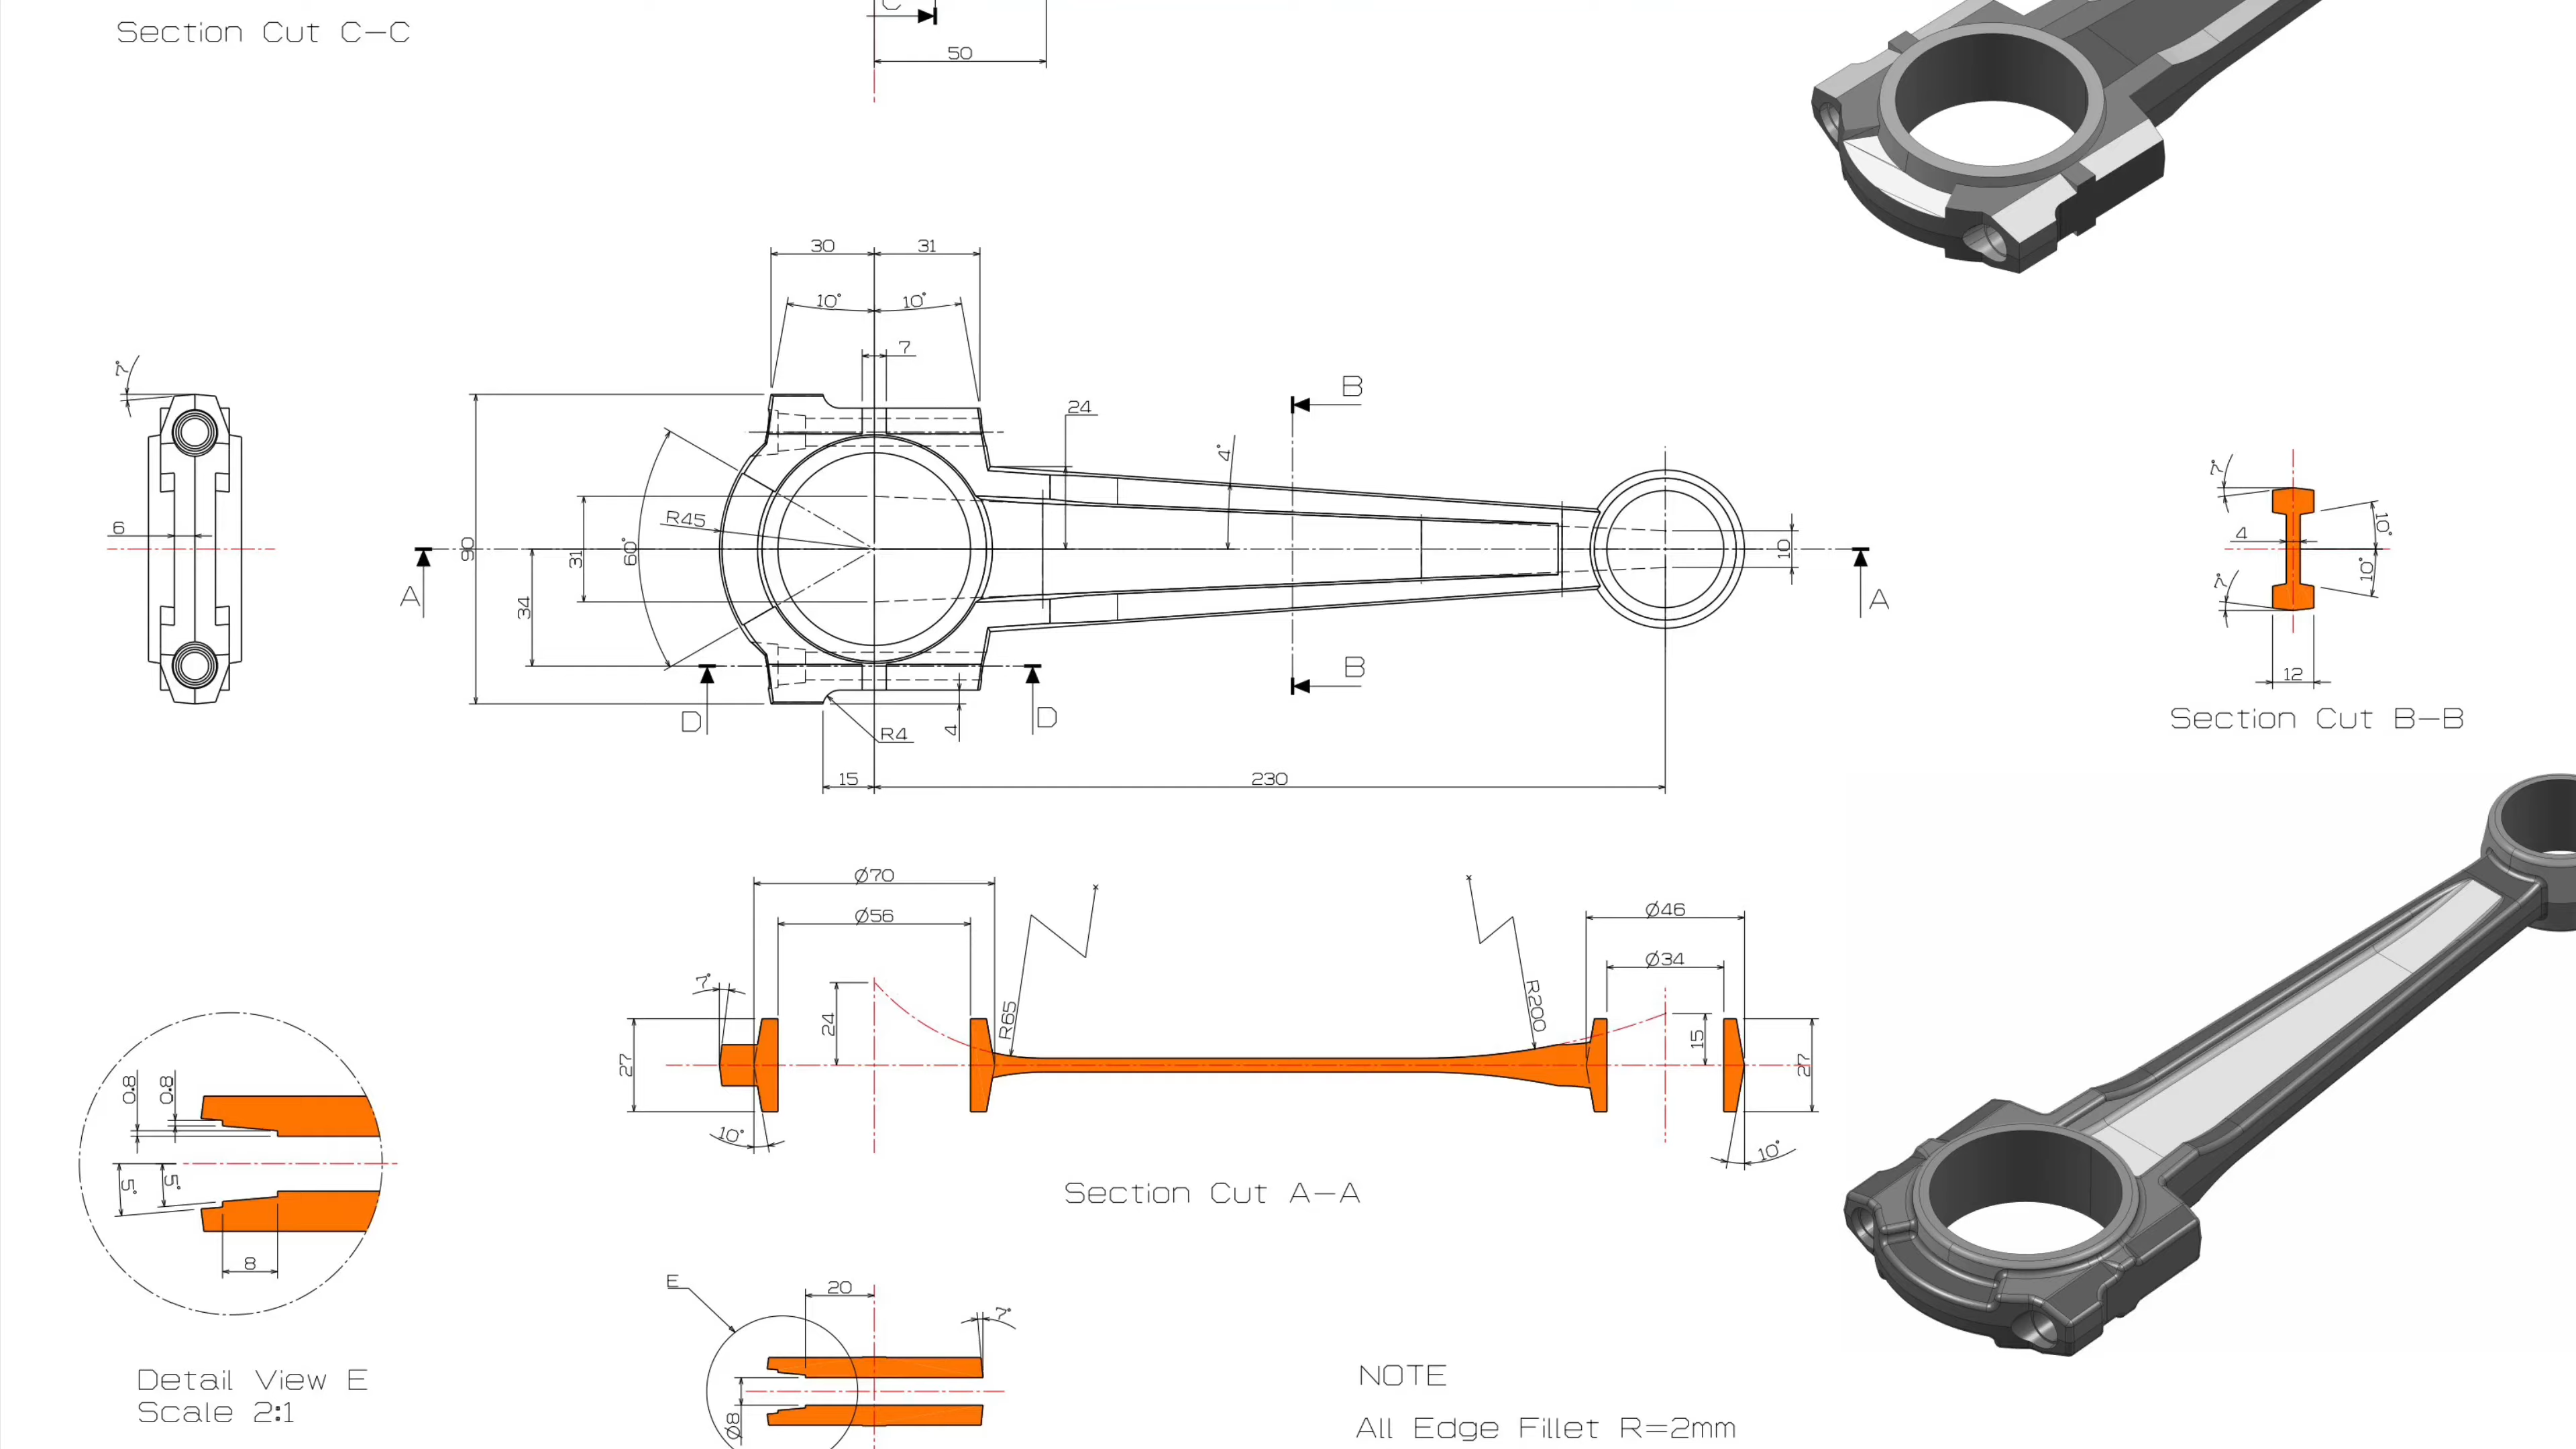 Section Cut C-C
C
50
30
31
10°
10°
7
24
4°
B
7°
6
90
R45
60°
31
34
10
A
A
B
D
D
R4
4
15
230
7°
4
10°
10°
7°
12
Section Cut B-B
Ø70
Ø56
Ø46
Ø34
7°
24
R65
R200
15
27
27
10°
10°
Section Cut A-A
0.8
0.8
5°
5°
8
Detail View E
Scale 2:1
E
20
7°
Ø8
NOTE
All Edge Fillet R=2mm